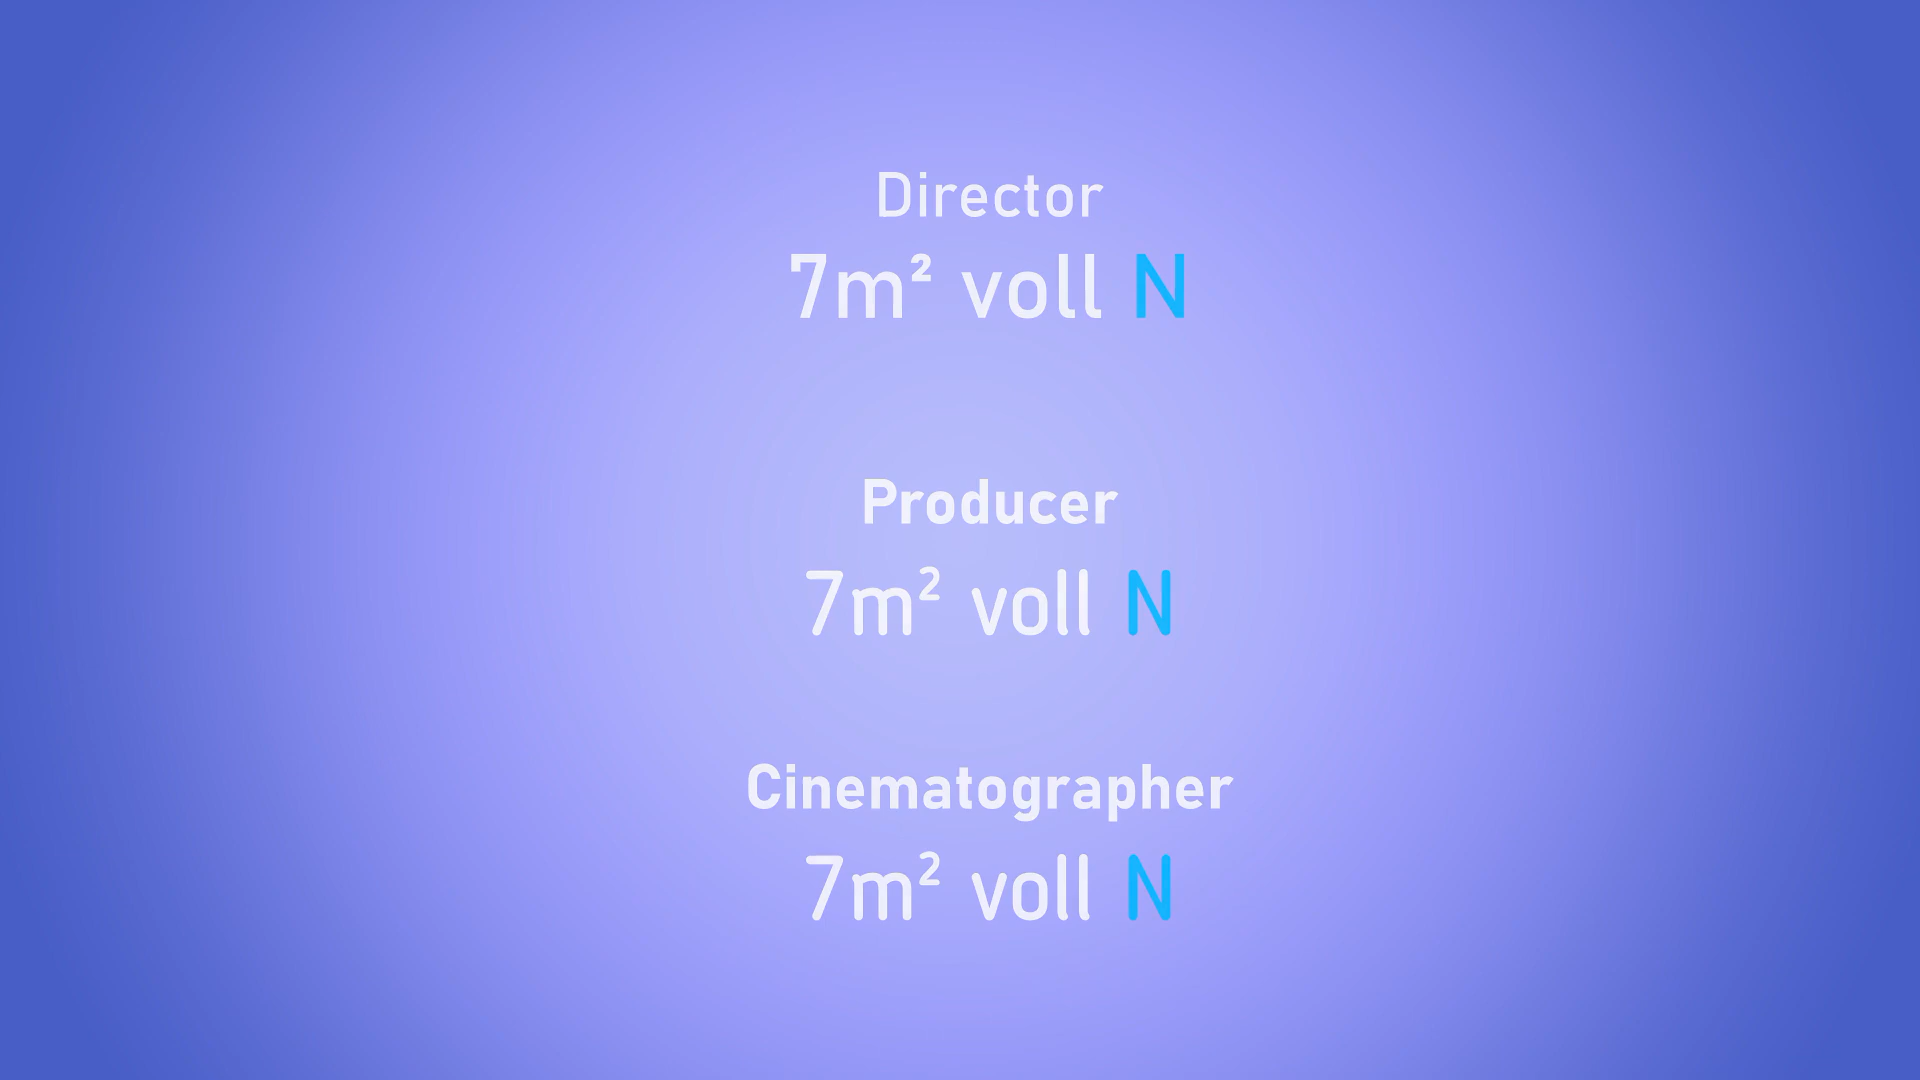 Director
7m² voll N
Producer
7m² voll N
Cinematographer
7m² voll N